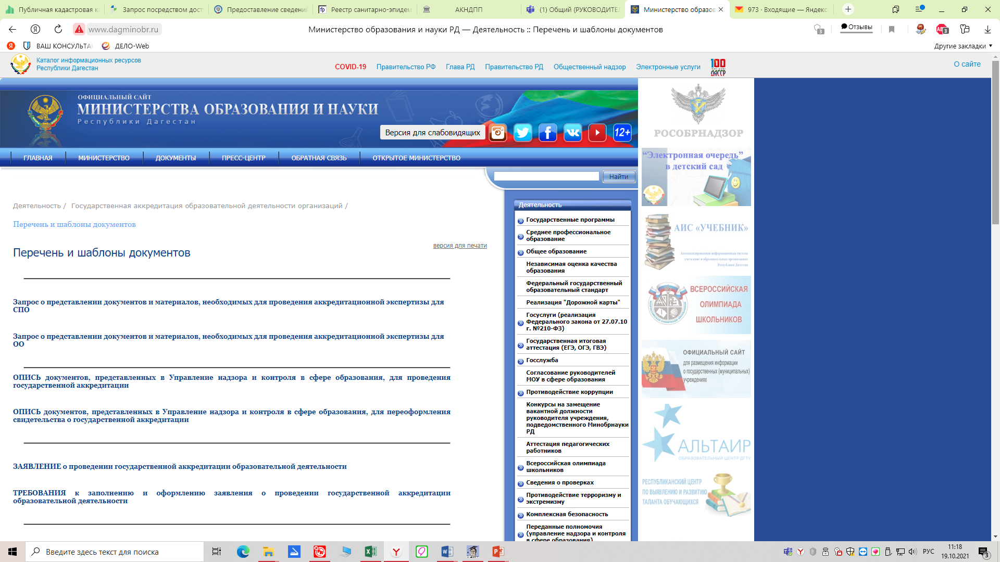 Публичная кадастровая к
Запрос посредством дост
Предоставление сведени
Реестр санитарно-эпидем
АКНДПП
(1) Общий (РУКОВОДИТЕЛ
Министерство образов
973 · Входящие — Яндекс.
www.dagminobr.ru
Министерство образования и науки РД — Деятельность :: Перечень и шаблоны документов
3
Отзывы
3
ВАШ КОНСУЛЬТА
ДЕЛО-Web
Другие закладки
Каталог информационных ресурсов
Республики Дагестан
COVID-19
Правительство РФ
Глава РД
Правительство РД
Общественный надзор
Электронные услуги
100
ДАССР
О сайте
ОФИЦИАЛЬНЫЙ САЙТ
МИНИСТЕРСТВА ОБРАЗОВАНИЯ И НАУКИ
Республики Дагестан
Версия для слабовидящих
12+
ГЛАВНАЯ
МИНИСТЕРСТВО
ДОКУМЕНТЫ
ПРЕСС-ЦЕНТР
ОБРАТНАЯ СВЯЗЬ
ОТКРЫТОЕ МИНИСТЕРСТВО
Найти
Деятельность / Государственная аккредитация образовательной деятельности организаций /
Перечень и шаблоны документов
версия для печати
Перечень и шаблоны документов
Запрос о представлении документов и материалов, необходимых для проведения аккредитационной экспертизы для
СПО
Запрос о представлении документов и материалов, необходимых для проведения аккредитационной экспертизы для
ОО
ОПИСЬ документов, представленных в Управление надзора и контроля в сфере образования, для проведения
государственной аккредитации
ОПИСЬ документов, представленных в Управление надзора и контроля в сфере образования, для переоформления
свидетельства о государственной аккредитации
ЗАЯВЛЕНИЕ о проведении государственной аккредитации образовательной деятельности
ТРЕБОВАНИЯ к заполнению и оформлению заявления о проведении государственной аккредитации
образовательной деятельности
Деятельность
Государственные программы
Среднее профессиональное
образование
Общее образование
Независимая оценка качества
образования
Федеральный государственный
образовательный стандарт
Реализация "Дорожной карты"
Госуслуги (реализация
Федерального закона от 27.07.10
г. №210-ФЗ)
Государственная итоговая
аттестация (ЕГЭ, ОГЭ, ГВЭ)
Госслужба
Согласование руководителей
МОУ в сфере образования
Противодействие коррупции
Конкурсы на замещение
вакантной должности
руководителя учреждения,
подведомственного Минобрнауки
РД
Аттестация педагогических
работников
Всероссийская олимпиада
школьников
Сведения о проверках
Противодействие терроризму и
экстремизму
Комплексная безопасность
Переданные полномочия
(управление надзора и контроля
в сфере образования)
РОСОБРНАДЗОР
“Электронная очередь”
в детский сад
АИС «УЧЕБНИК»
Автоматизированная информационная система
учета книг в образовательных организациях
Республики Дагестан
ВСЕРОССИЙСКАЯ
ОЛИМПИАДА
ШКОЛЬНИКОВ
ОФИЦИАЛЬНЫЙ САЙТ
для размещения информации
о государственных (муниципальных)
учреждениях
АЛЬТАИР
ОБРАЗОВАТЕЛЬНЫЙ ЦЕНТР ДГТУ
РЕСПУБЛИКАНСКИЙ ЦЕНТР
ПО ВЫЯВЛЕНИЮ И РАЗВИТИЮ
ТАЛАНТА ОБУЧАЮЩИХСЯ
Введите здесь текст для поиска
РУС
11:18
19.10.2021
3